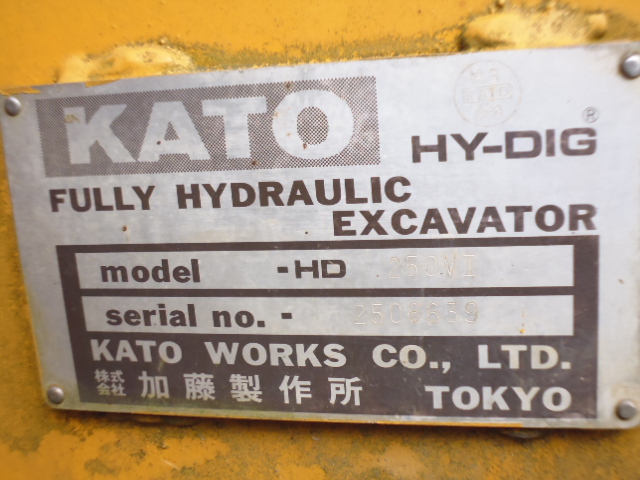 KATO HY-DIG®
FULLY HYDRAULIC
EXCAVATOR
model -HD 250VI
serial no. -
KATO WORKS CO., LTD.
株式会社 加藤製作所 TOKYO